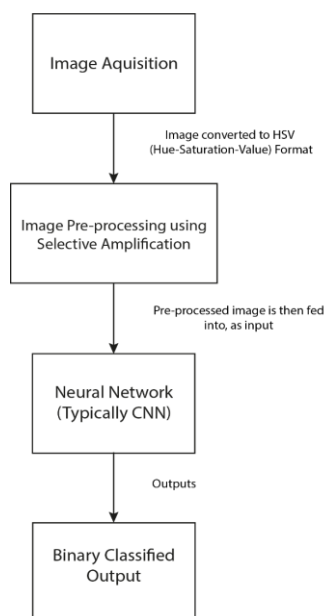 Image Aquisition
Image converted to HSV
(Hue-Saturation-Value) Format
Image Pre-processing using
Selective Amplification
Pre-processed image is then fed
into, as input
Neural Network
(Typically CNN)
Outputs
Binary Classified
Output